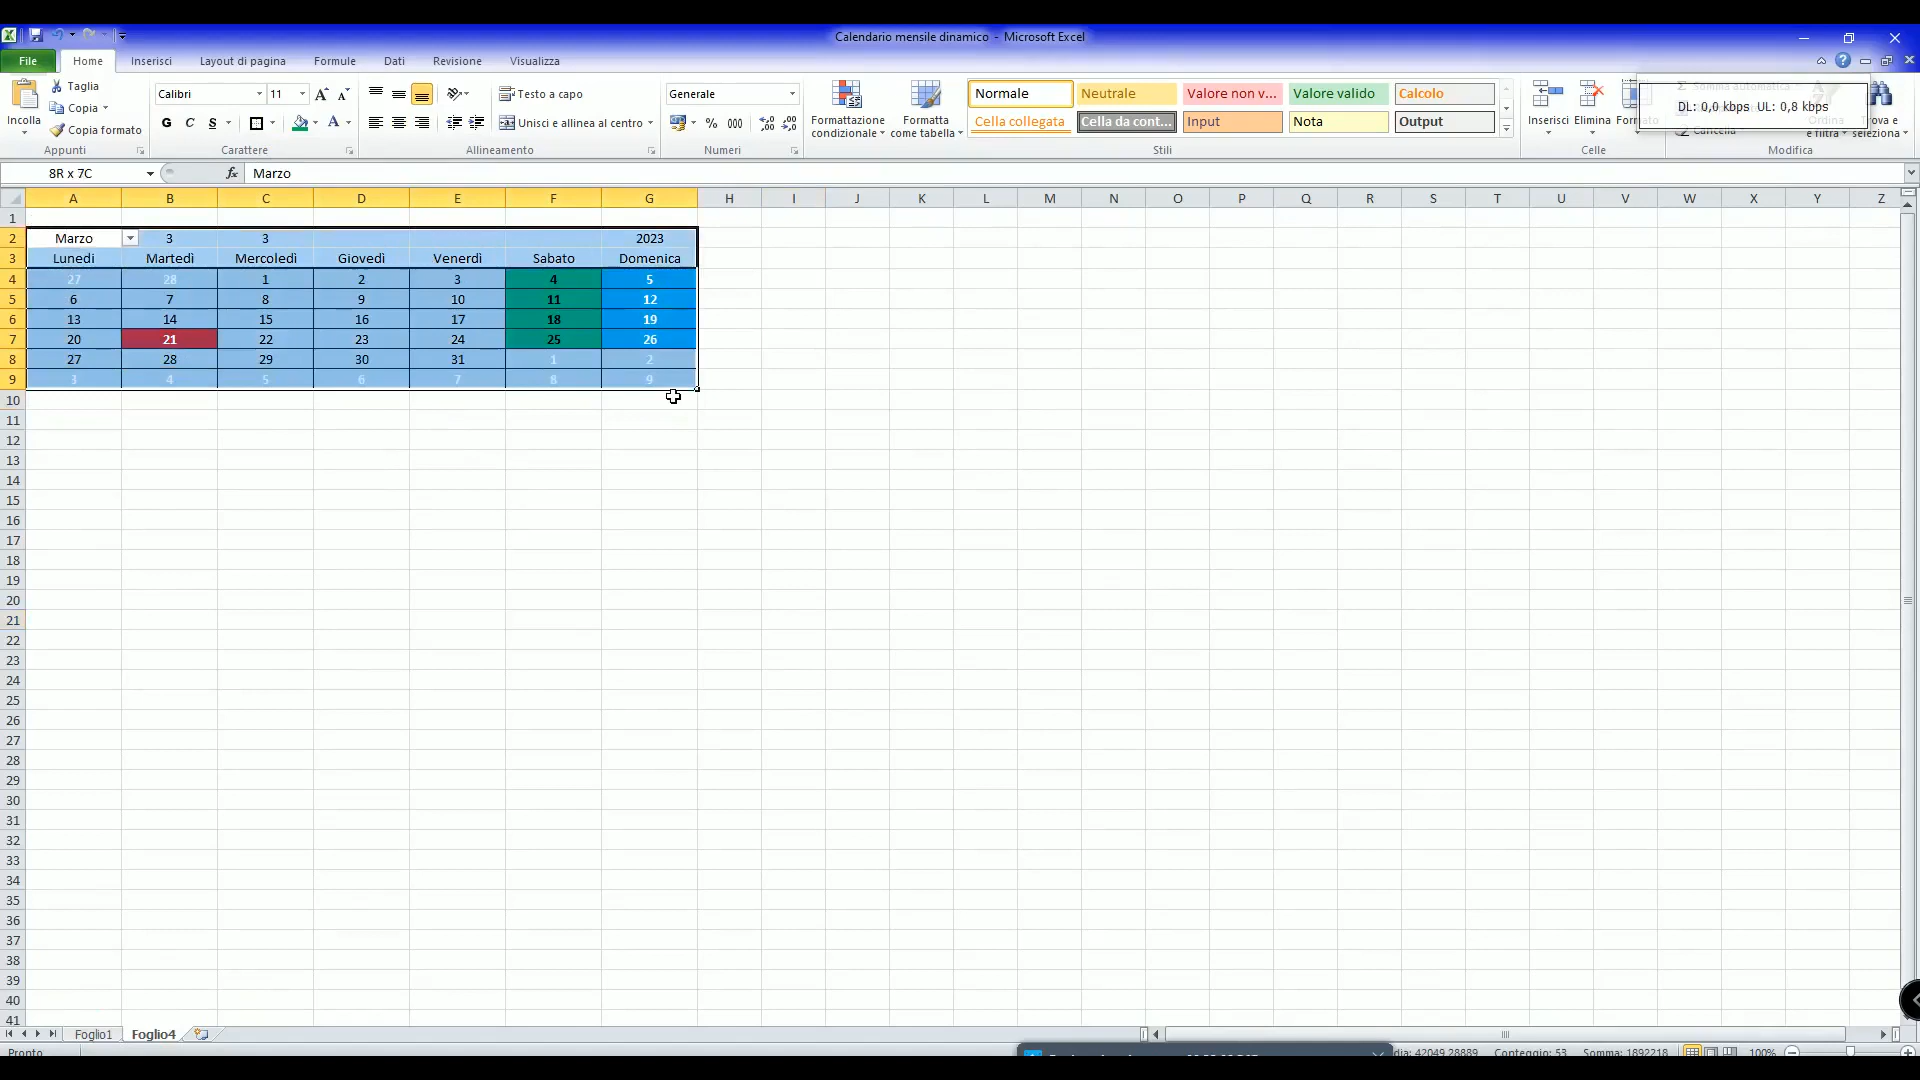 Calendario mensile dinamico - Microsoft Excel
File Home Inserisci Layout di pagina Formule Dati Revisione Visualizza
Incolla
Taglia
Copia
Copia formato
Appunti
Calibri 11
G C S
Carattere
Testo a capo
Unisci e allinea al centro
Allineamento
Generale
% 000
Numeri
Formattazione condizionale
Formatta come tabella
Normale Neutrale Valore non v... Valore valido Calcolo
Cella collegata Cella da cont... Input Nota Output
Stili
Inserisci Elimina
Celle
DL: 0,0 kbps UL: 0,8 kbps
Ordina e filtra
Trova e seleziona
Modifica
8R x 7C fx Marzo
A B C D E F G H I J K L M N O P Q R S T U V W X Y Z
1
2 Marzo 3 3 2023
3 Lunedi Martedì Mercoledì Giovedì Venerdì Sabato Domenica
4 27 28 1 2 3 4 5
5 6 7 8 9 10 11 12
6 13 14 15 16 17 18 19
7 20 21 22 23 24 25 26
8 27 28 29 30 31 1 2
9 3 4 5 6 7 8 9
10
11
12
13
14
15
16
17
18
19
20
21
22
23
24
25
26
27
28
29
30
31
32
33
34
35
36
37
38
39
40
41
Foglio1 Foglio4
Pronto
42049,28889 Conteggio: 53 Somma: 1892218 100%